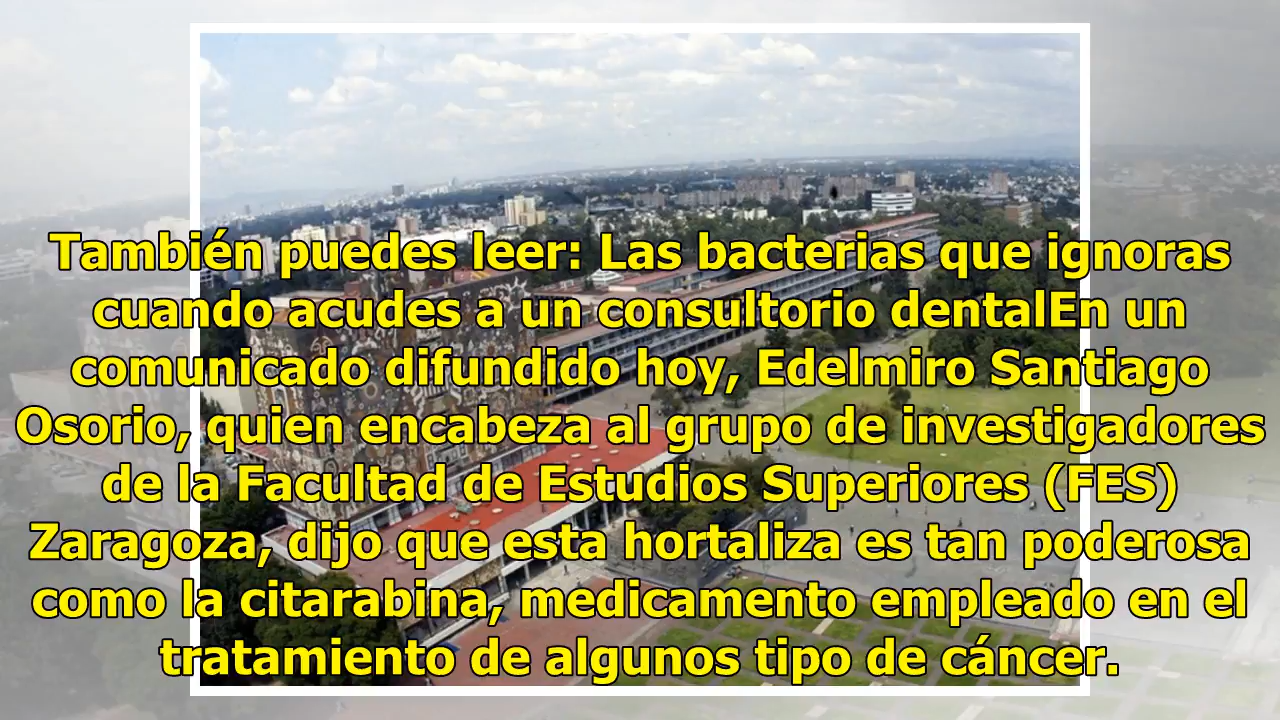 También puedes leer: Las bacterias que ignoras
cuando acudes a un consultorio dentalEn un
comunicado difundido hoy, Edelmiro Santiago
Osorio, quien encabeza al grupo de investigadores
de la Facultad de Estudios Superiores (FES)
Zaragoza, dijo que esta hortaliza es tan poderosa
como la citarabina, medicamento empleado en el
tratamiento de algunos tipo de cáncer.